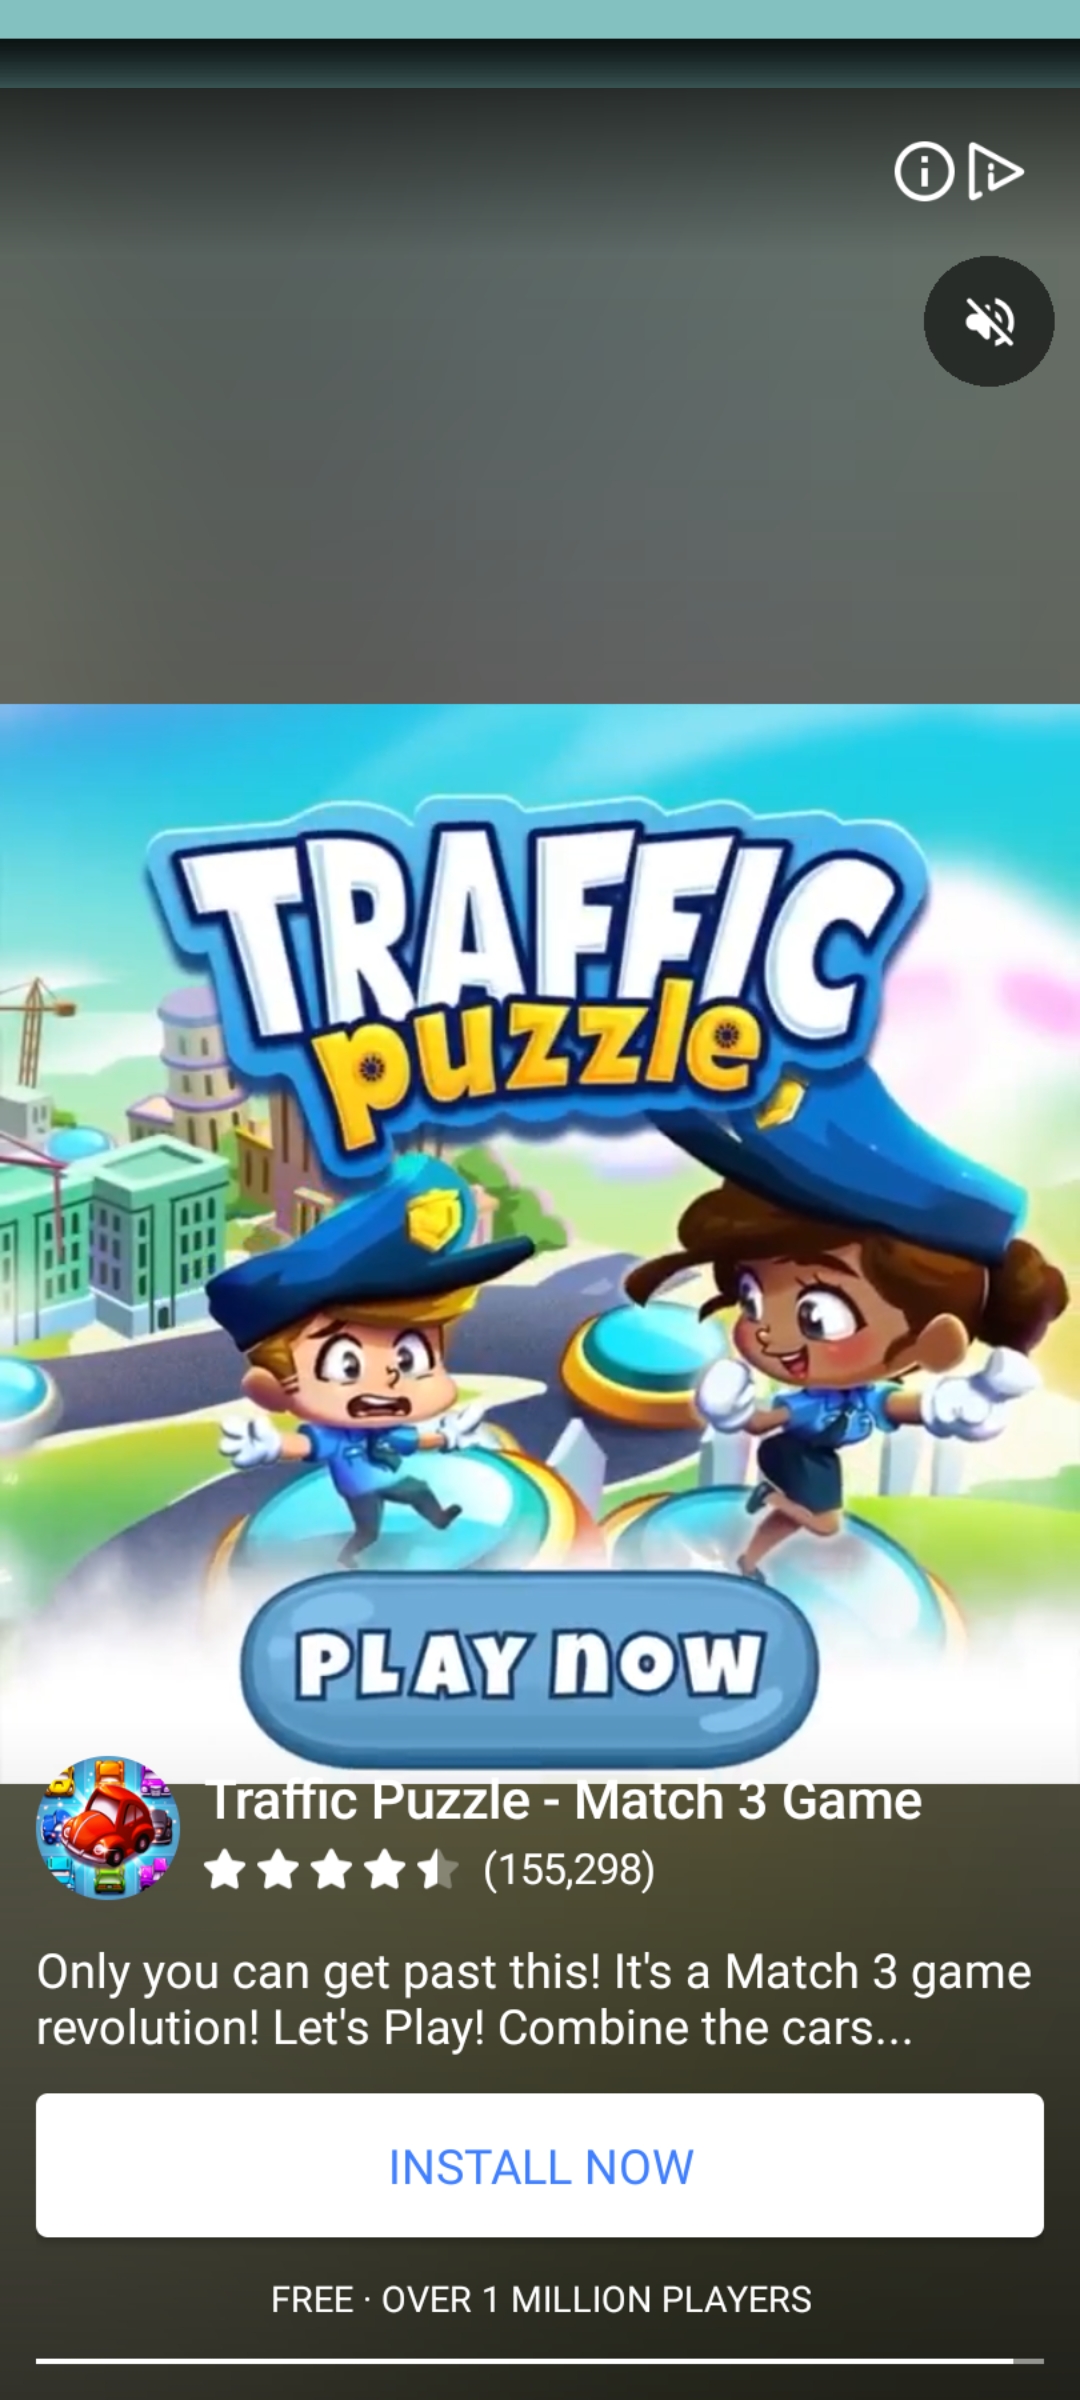 TRAFFIC
puzzle
PLAY NOW
Traffic Puzzle - Match 3 Game
(155,298)
Only you can get past this! It's a Match 3 game
revolution! Let's Play! Combine the cars...
INSTALL NOW
FREE · OVER 1 MILLION PLAYERS